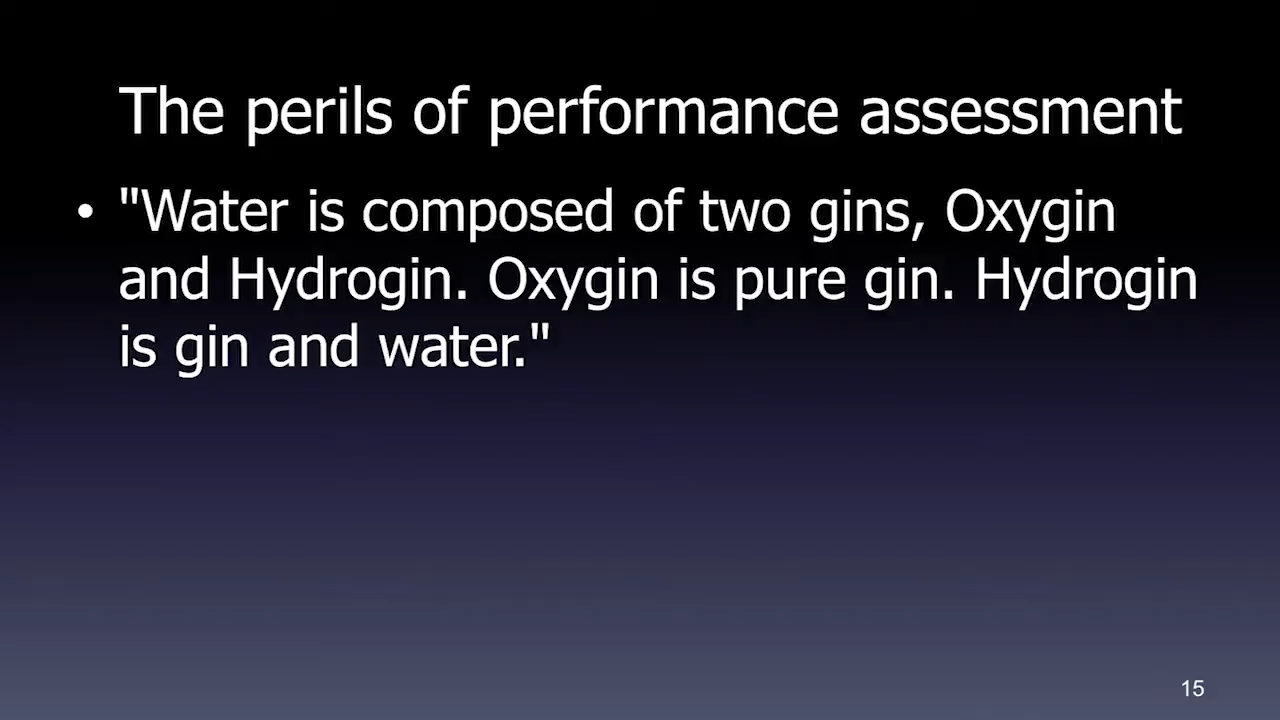 The perils of performance assessment
• "Water is composed of two gins, Oxygin
and Hydrogin. Oxygin is pure gin. Hydrogin
is gin and water."
15